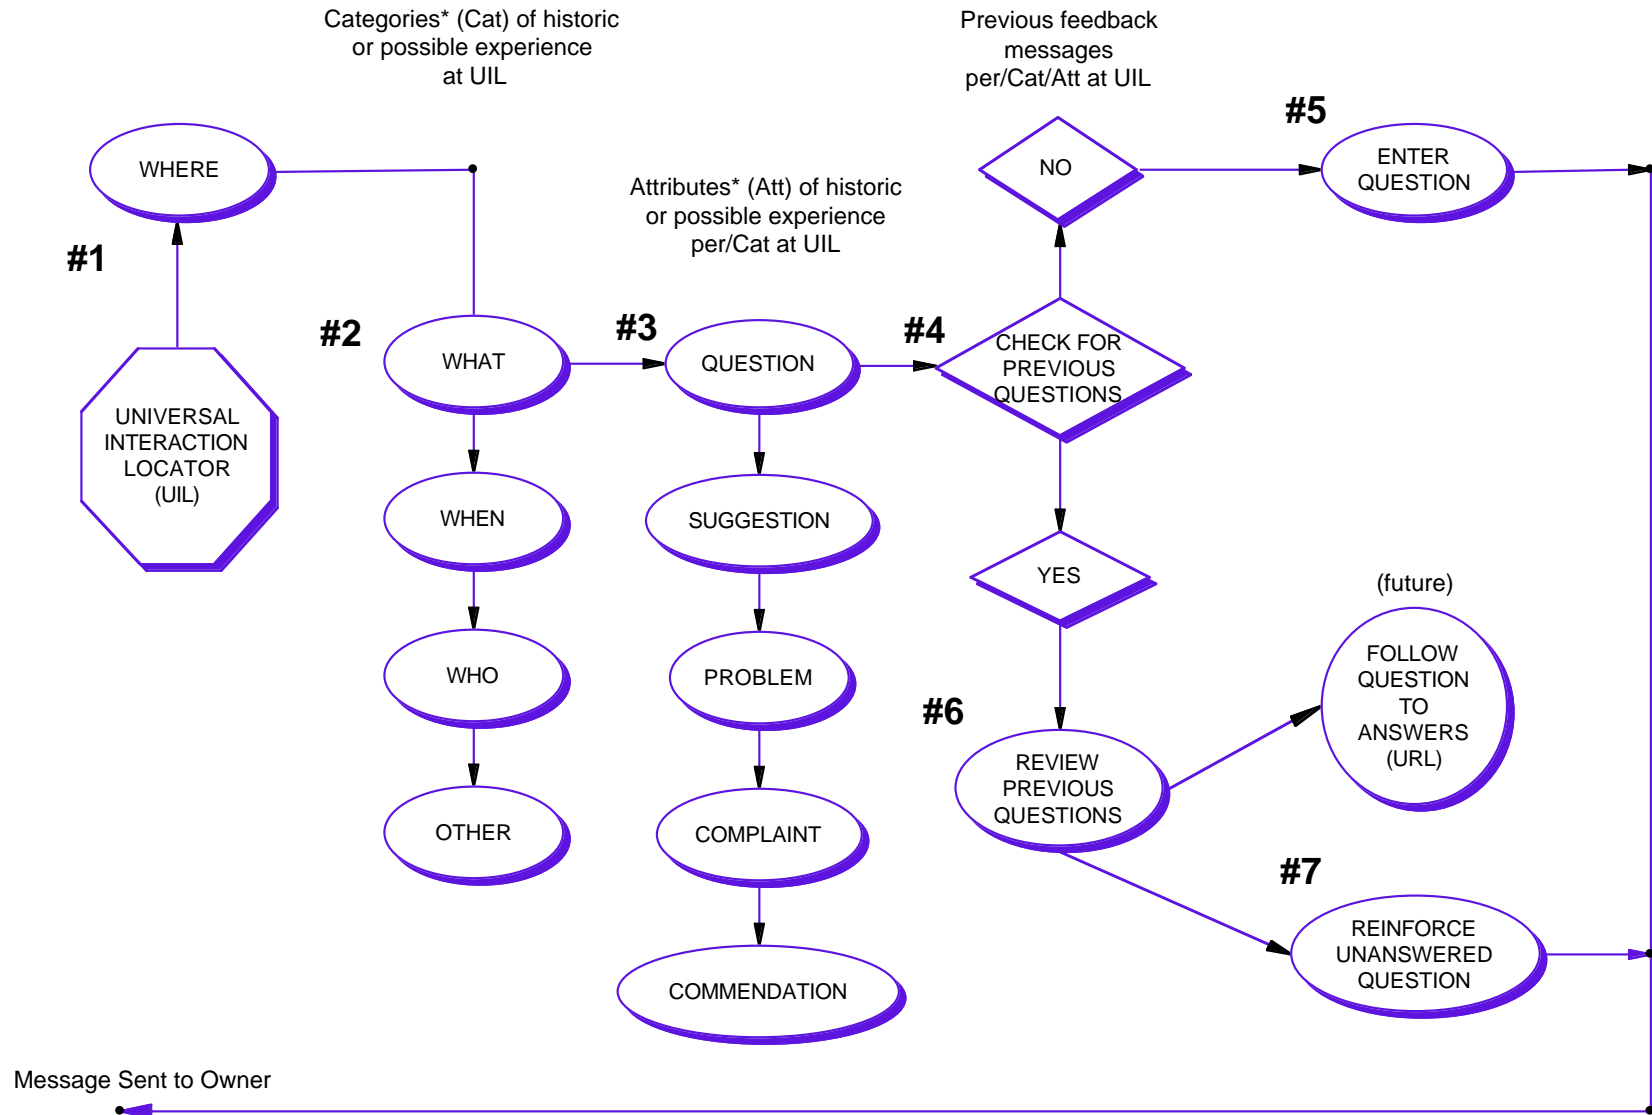 Categories* (Cat) of historic
or possible experience
at UIL
Previous feedback
messages
per/Cat/Att at UIL
#5
WHERE
NO
ENTER
QUESTION
Attributes* (Att) of historic
or possible experience
per/Cat at UIL
#1
#2
#3
#4
WHAT
QUESTION
CHECK FOR
PREVIOUS
QUESTIONS
UNIVERSAL
INTERACTION
LOCATOR
(UIL)
WHEN
SUGGESTION
YES
(future)
WHO
PROBLEM
FOLLOW
QUESTION
TO
ANSWERS
(URL)
#6
REVIEW
PREVIOUS
QUESTIONS
OTHER
COMPLAINT
#7
REINFORCE
UNANSWERED
QUESTION
COMMENDATION
Message Sent to Owner